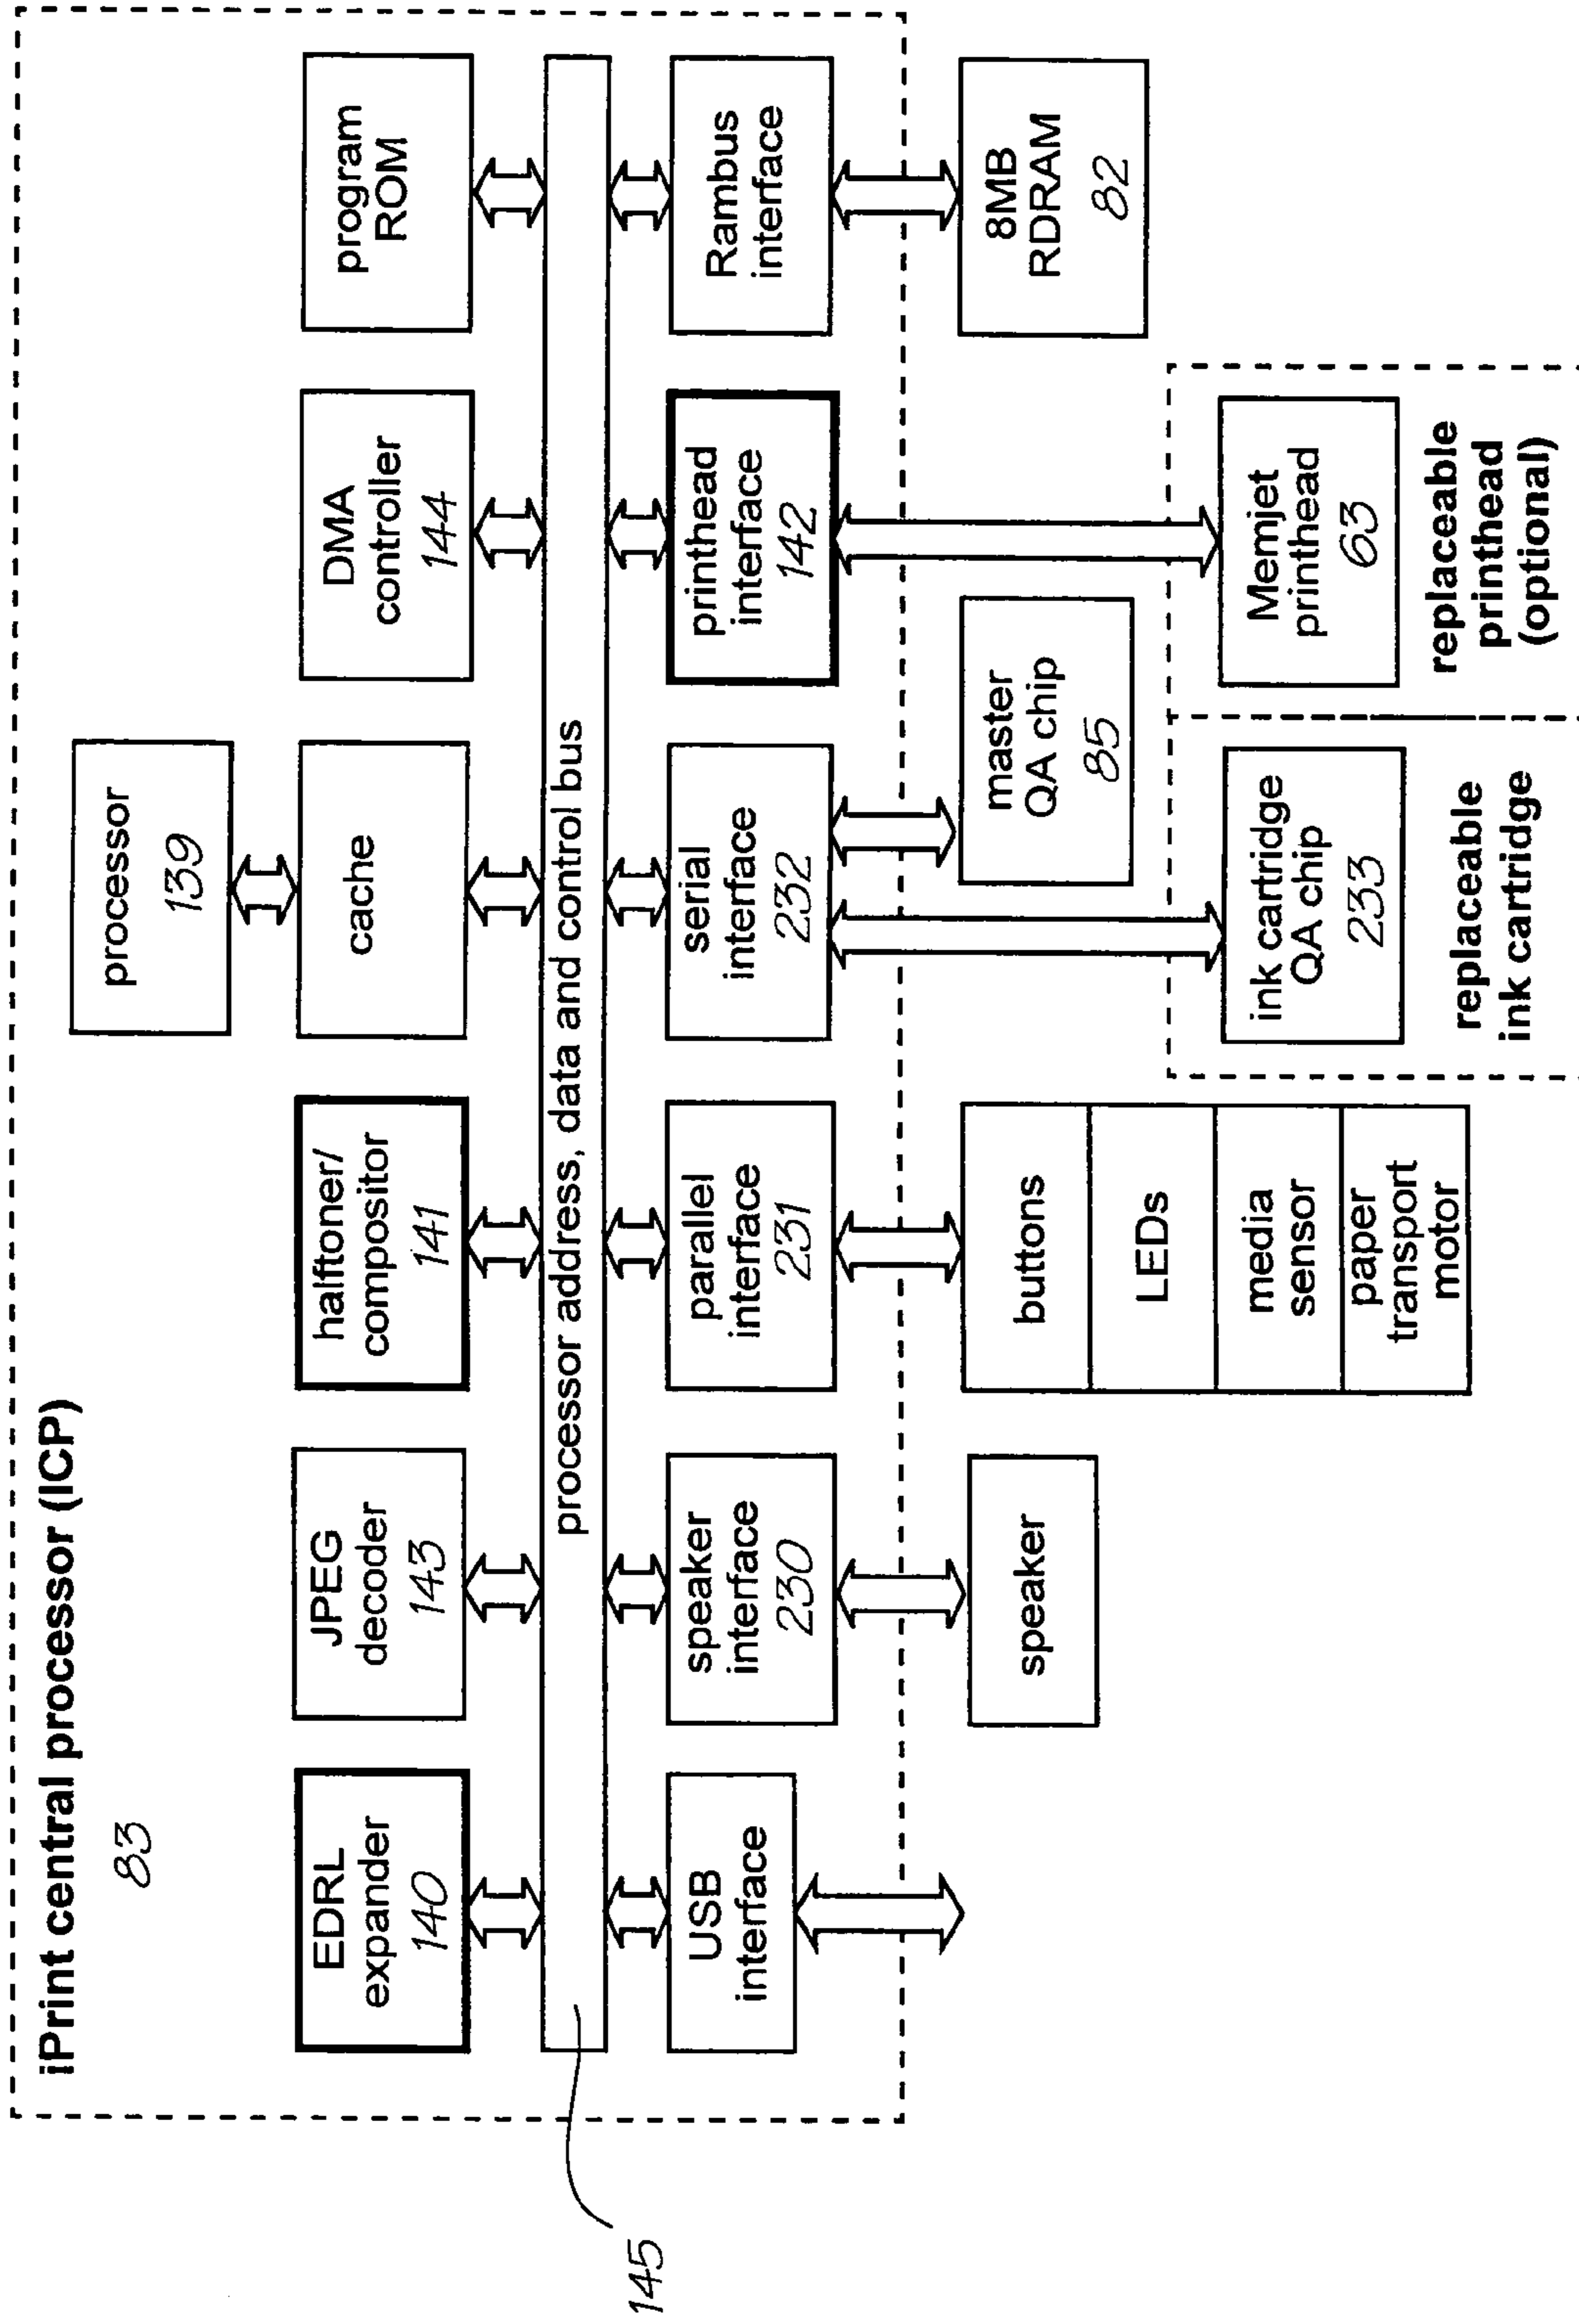 iPrint central processor (ICP)
83
processor
139
EDRL
expander
140
JPEG
decoder
143
halftoner/
compositor
141
cache
DMA
controller
144
program
ROM
processor address, data and control bus
145
USB
interface
speaker
interface
230
parallel
interface
231
serial
interface
232
printhead
interface
142
Rambus
interface
speaker
buttons
LEDs
media
sensor
paper
transport
motor
master
QA chip
85
8MB
RDRAM
82
ink cartridge
QA chip
233
replaceable
ink cartridge
Memjet
printhead
63
replaceable
printhead
(optional)